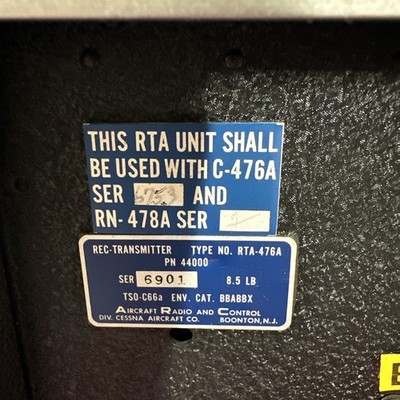 THIS RTA UNIT SHALL
BE USED WITH C-476A
SER AND
RN-478A SER
REC-TRANSMITTER TYPE NO. RTA-476A
PN 44000
SER 6901 8.5 LB
TSO-C66a ENV. CAT. BBABBX
AIRCRAFT RADIO AND CONTROL
DIV. CESSNA AIRCRAFT CO. BOONTON, N.J.